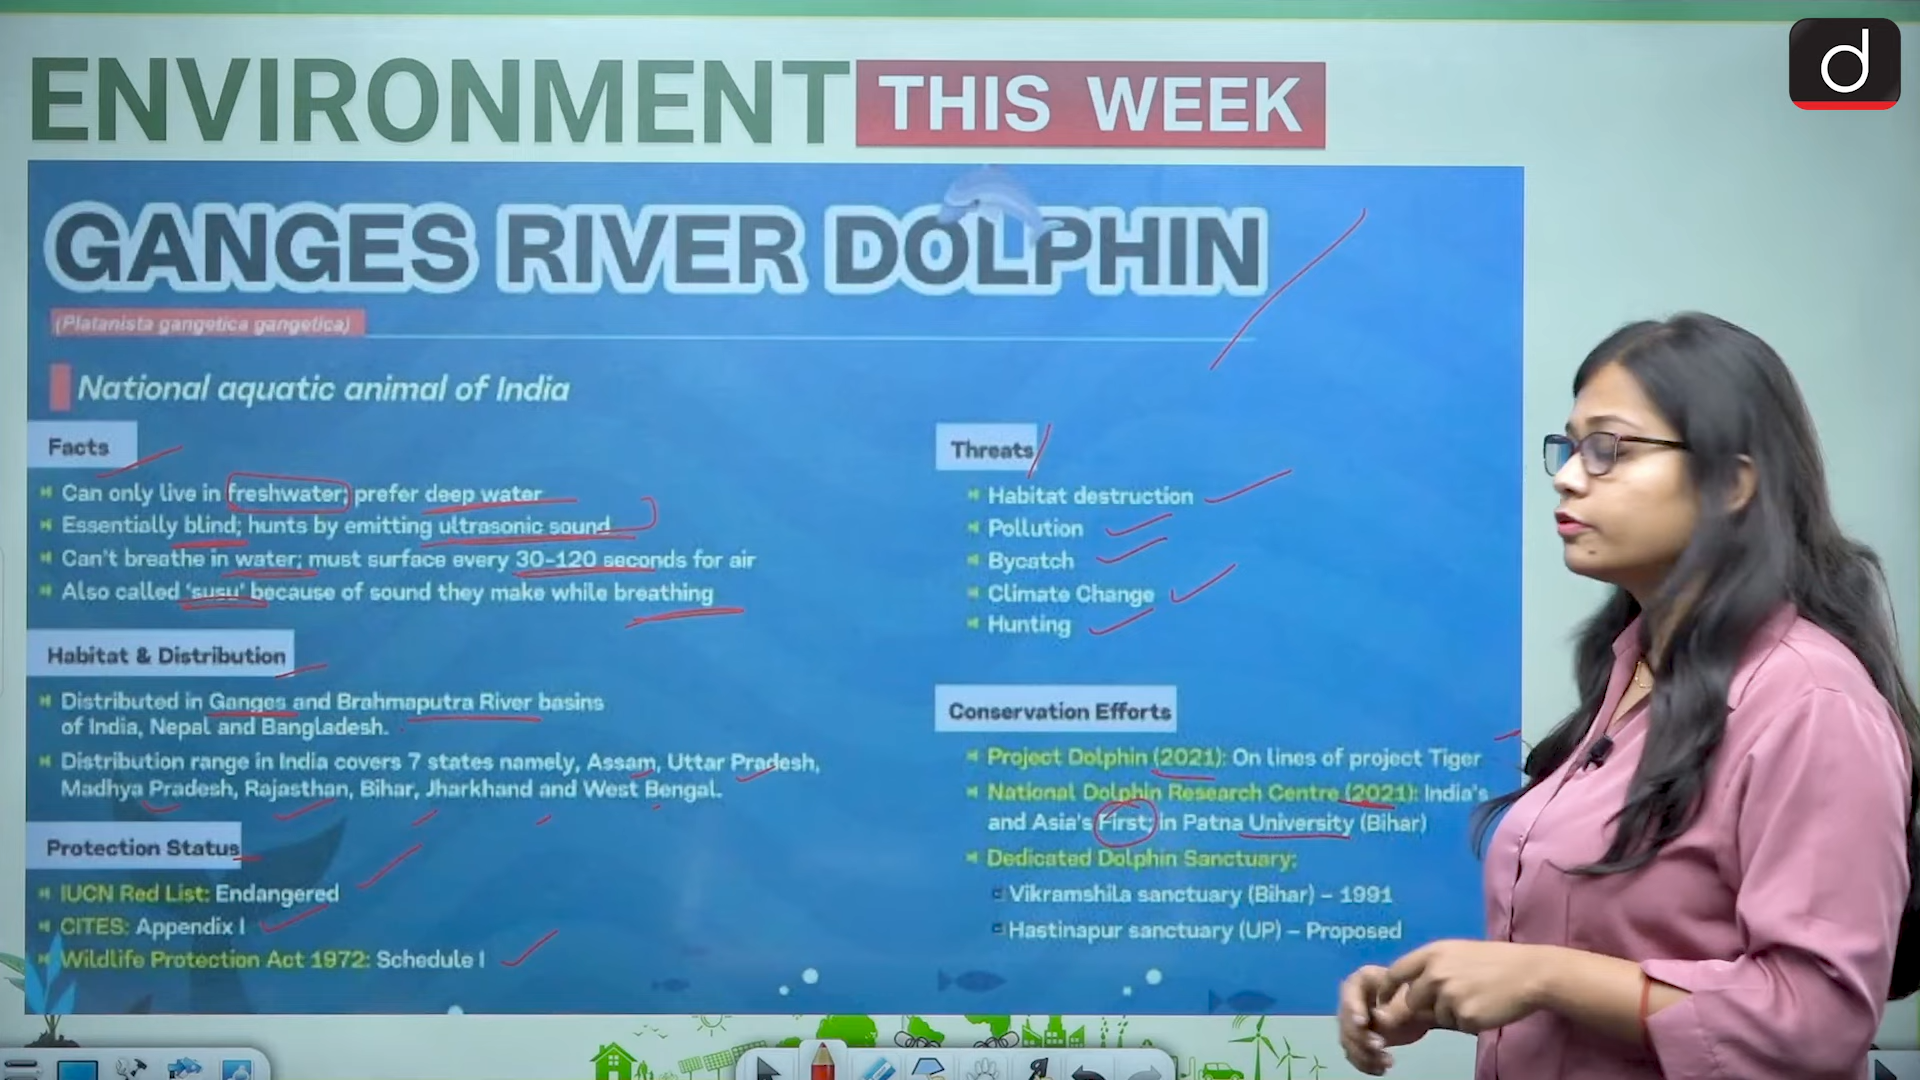 ENVIRONMENT THIS WEEK
d
GANGES RIVER DOLPHIN
(Platanista gangetica gangetica)
National aquatic animal of India
Facts
Can only live in freshwater; prefer deep water
Essentially blind; hunts by emitting ultrasonic sound
Can't breathe in water; must surface every 30-120 seconds for air
Also called 'susu' because of sound they make while breathing
Habitat & Distribution
Distributed in Ganges and Brahmaputra River basins
of India, Nepal and Bangladesh.
Distribution range in India covers 7 states namely, Assam, Uttar Pradesh,
Madhya Pradesh, Rajasthan, Bihar, Jharkhand and West Bengal.
Protection Status
IUCN Red List: Endangered
CITES: Appendix I
Wildlife Protection Act 1972: Schedule I
Threats
Habitat destruction
Pollution
Bycatch
Climate Change
Hunting
Conservation Efforts
Project Dolphin (2021): On lines of project Tiger
National Dolphin Research Centre (2021): India's
and Asia's First; in Patna University (Bihar)
Dedicated Dolphin Sanctuary:
Vikramshila sanctuary (Bihar) – 1991
Hastinapur sanctuary (UP) – Proposed